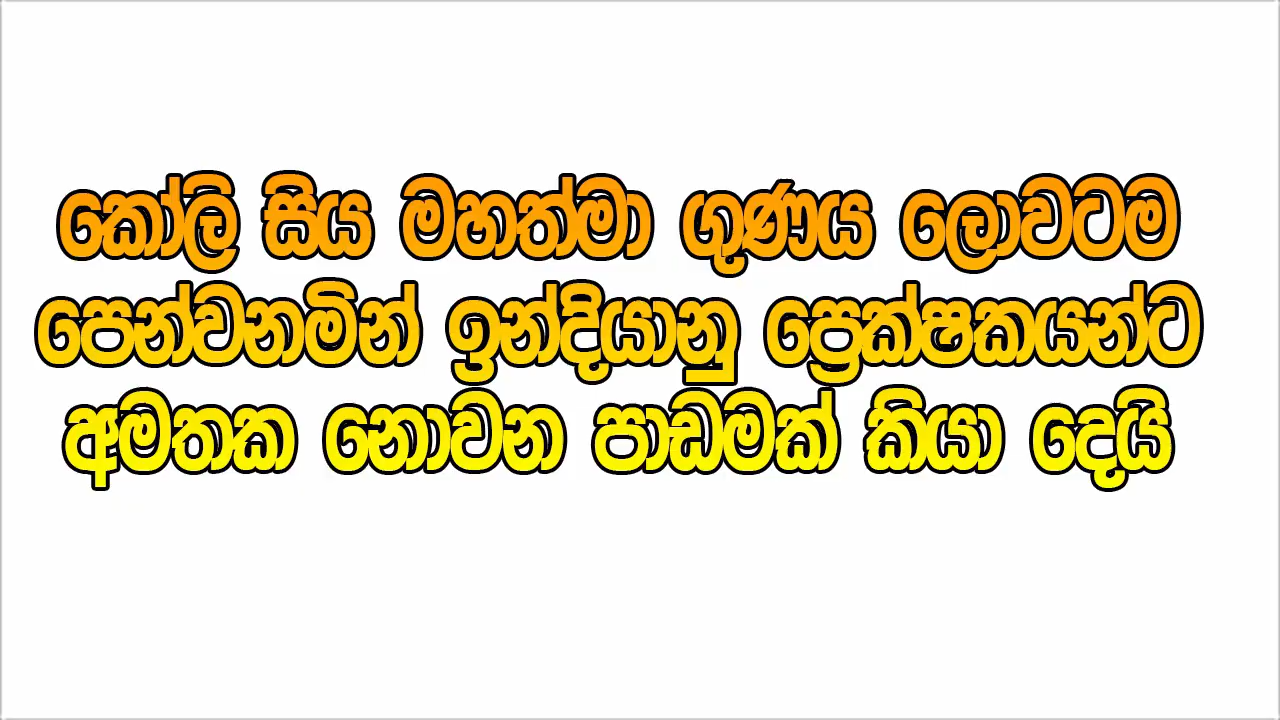 කෝලි සිය මහත්මා ගුණය ලොවටම
පෙන්වනමින් ඉන්දියානු ප්‍රෙක්ෂකයන්ට
අමතක නොවන පාඩමක් කියා දෙයි